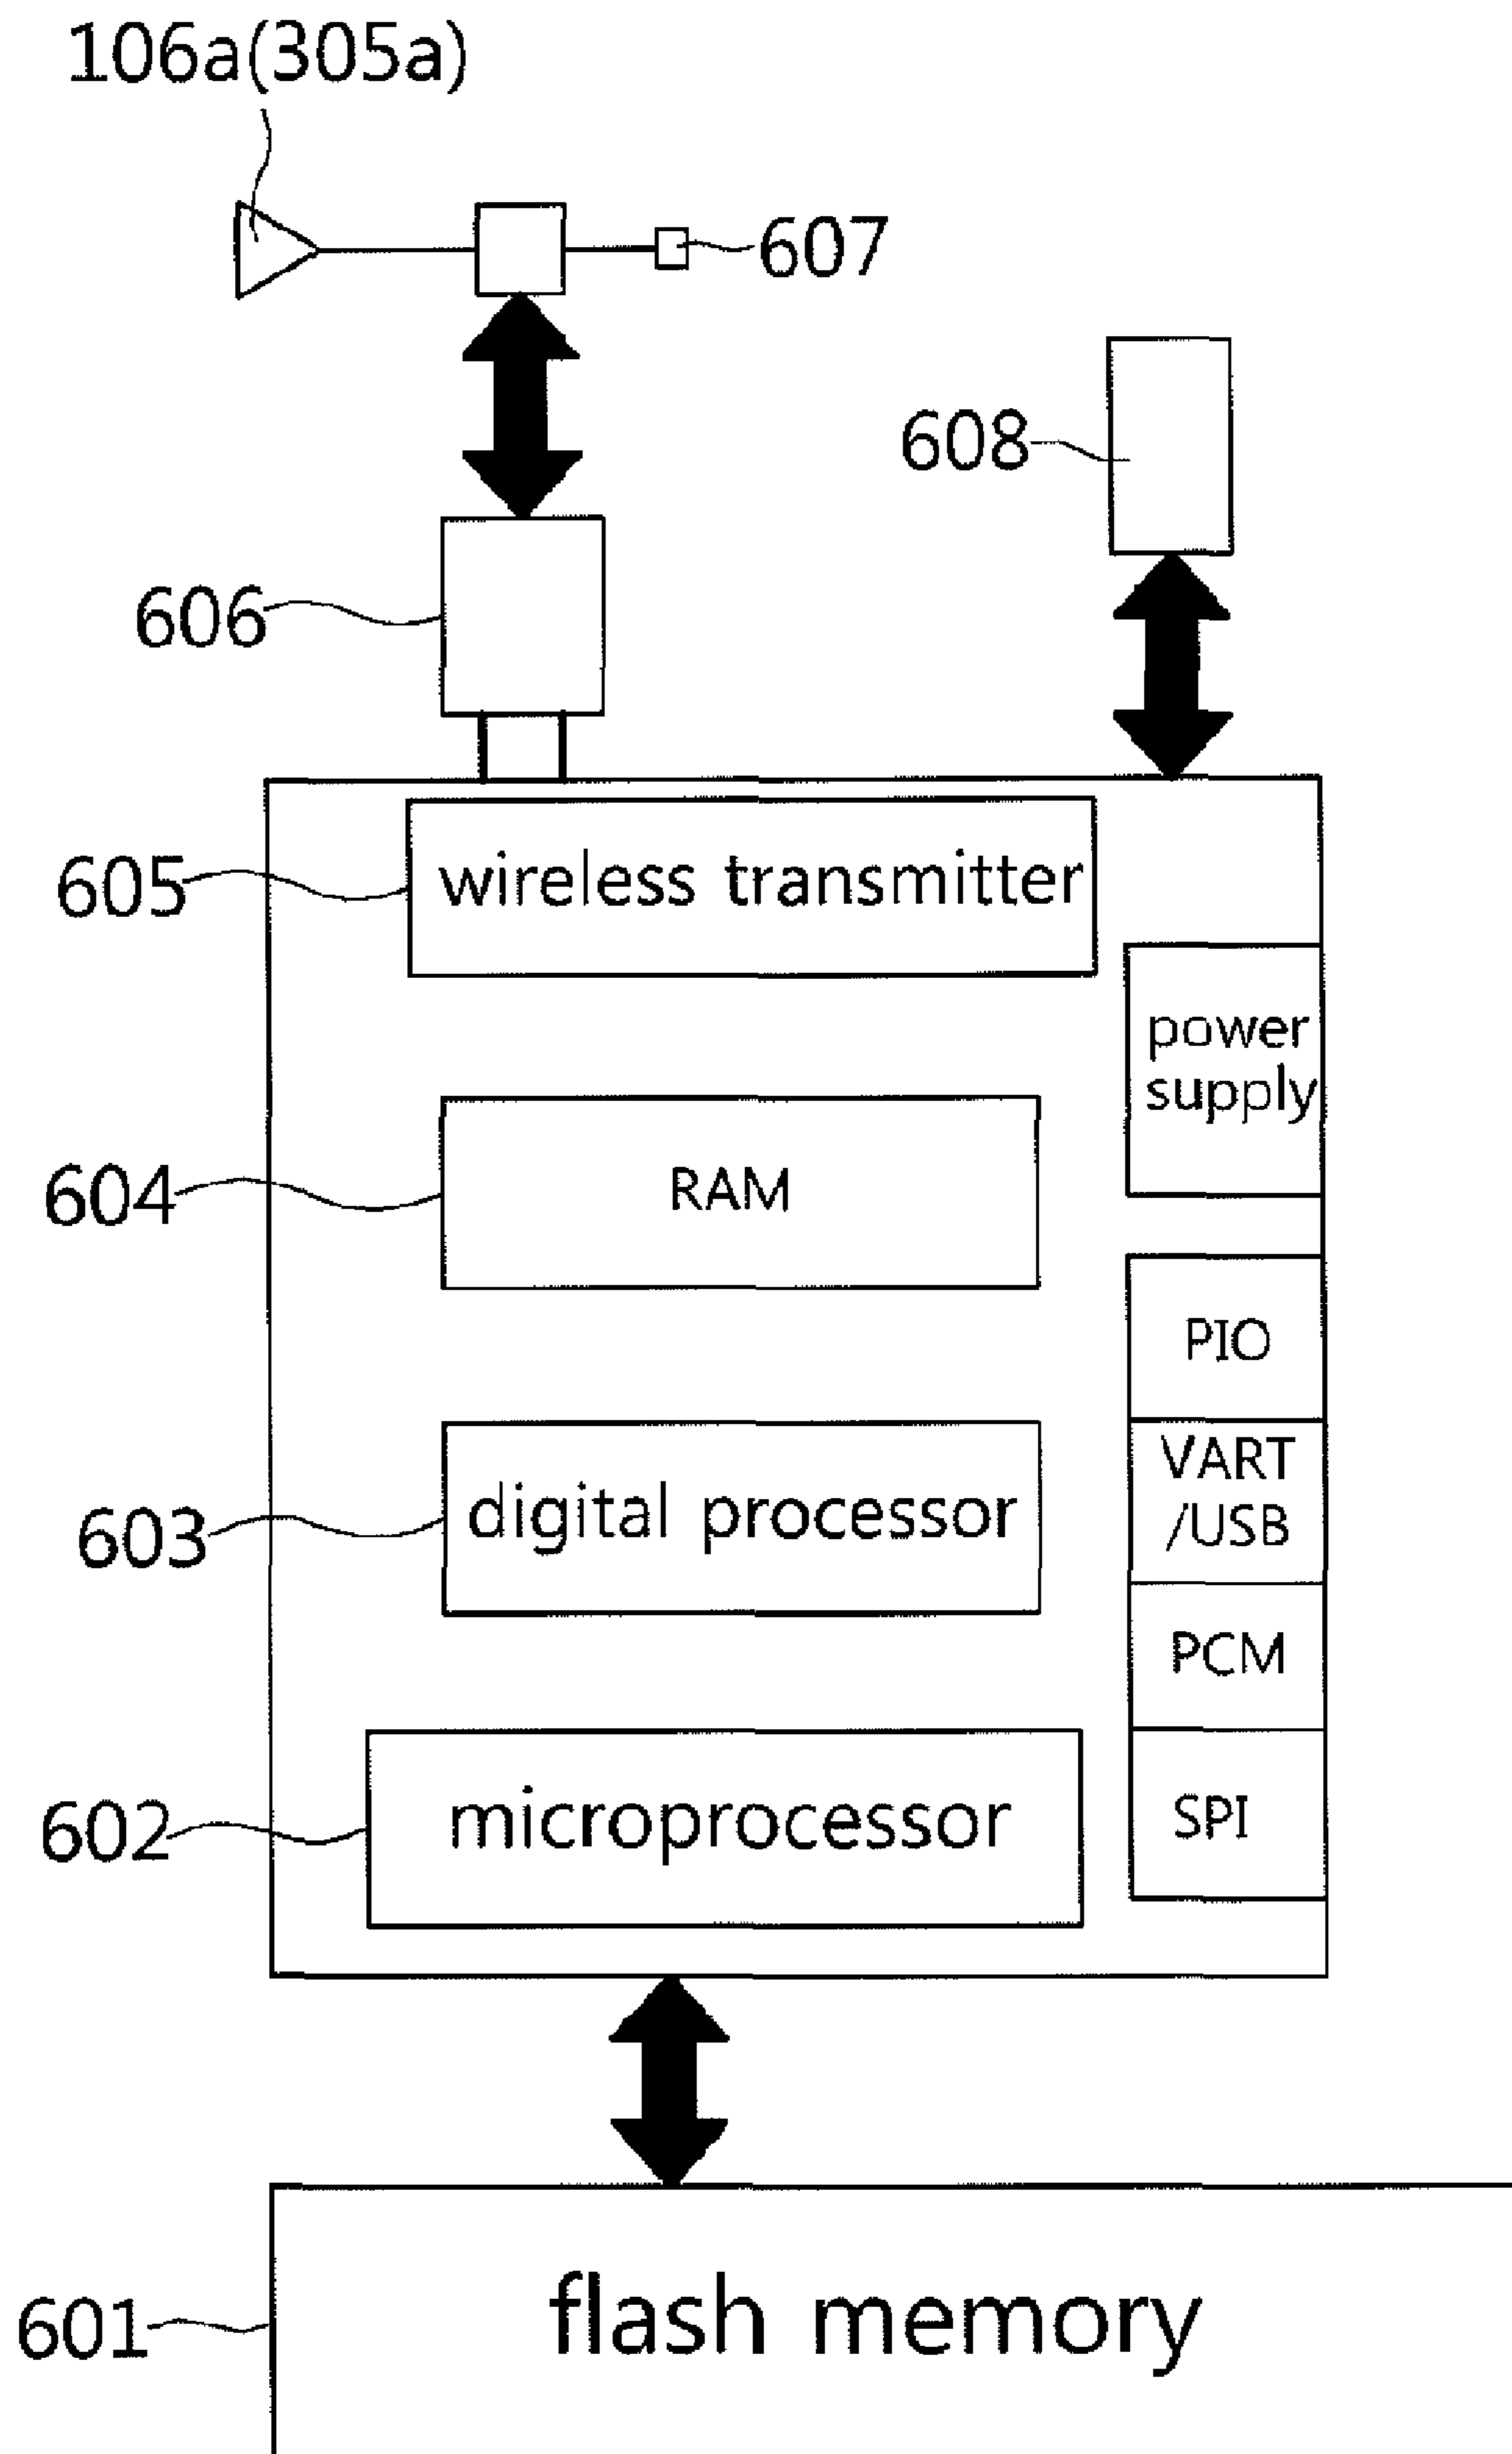 106a(305a)
607
608
606
605
wireless transmitter
power
supply
604
RAM
PIO
VART
/USB
603
digital processor
PCM
602
microprocessor
SPI
601
flash memory